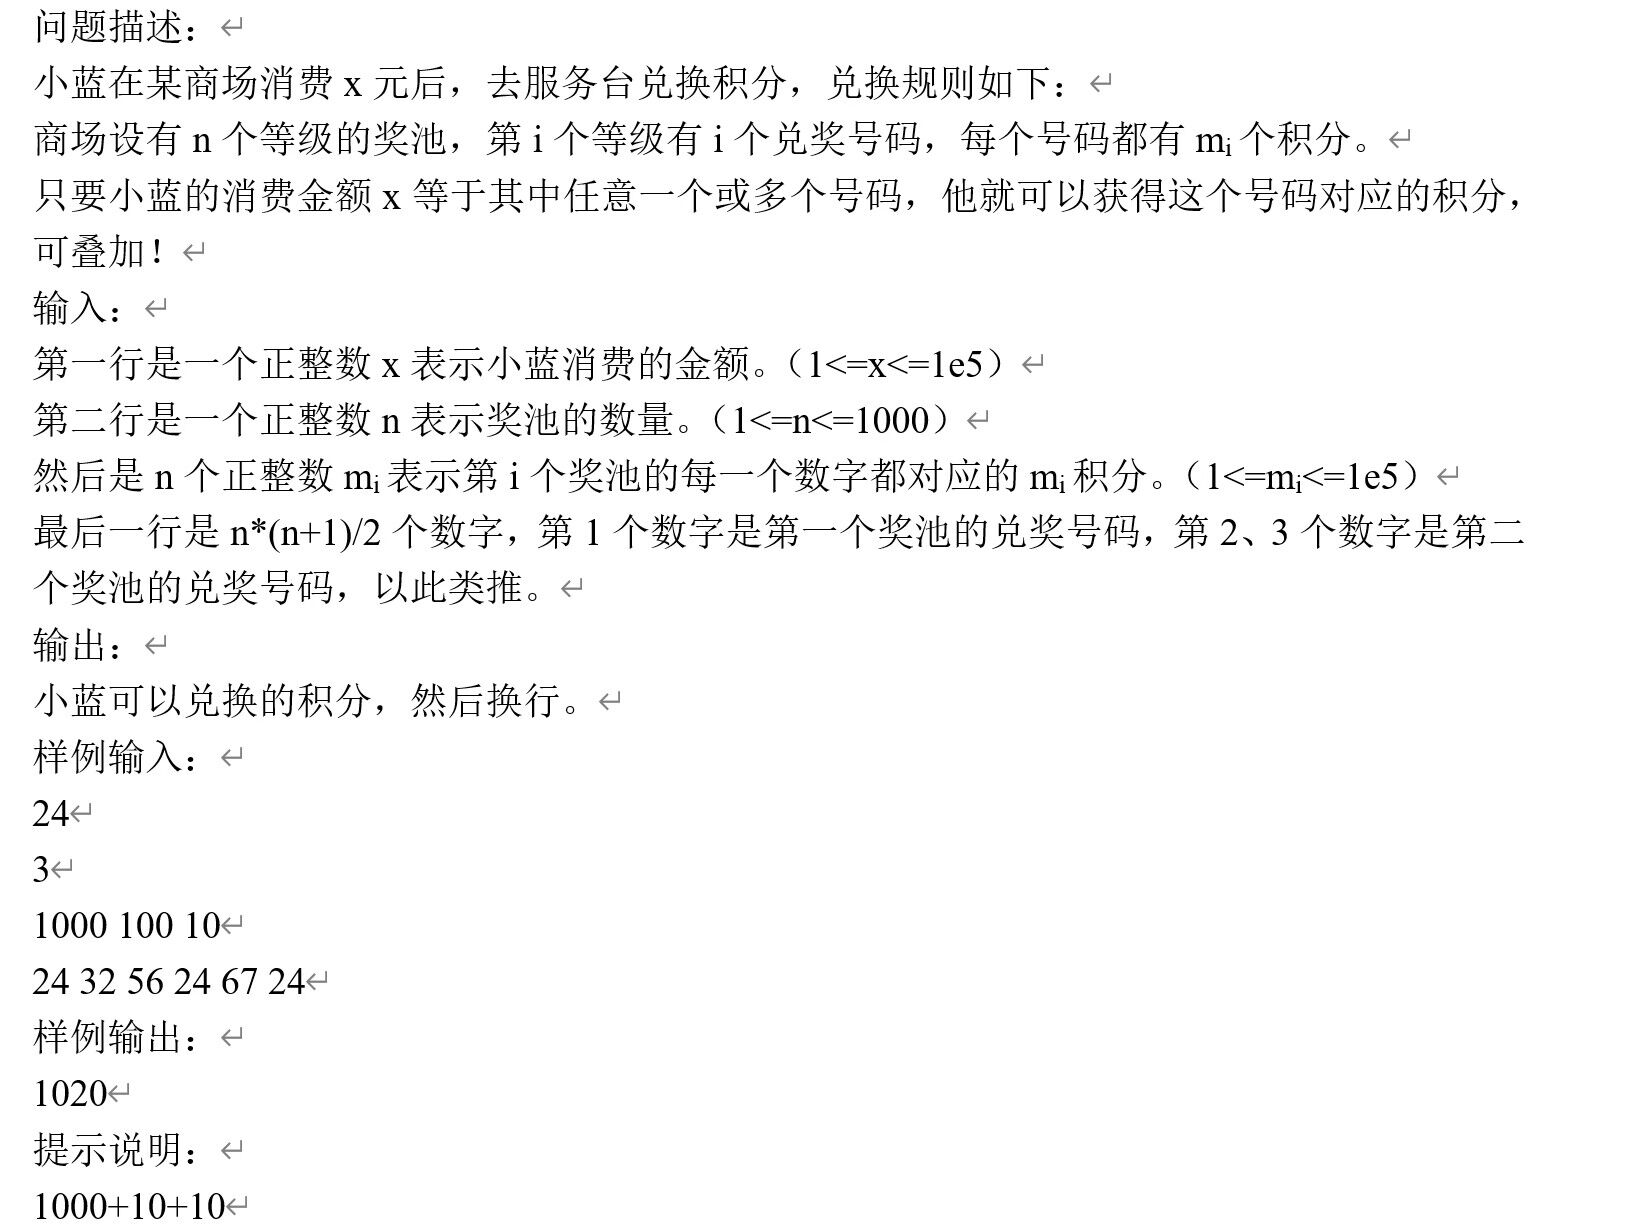 问题描述：↵
小蓝在某商场消费 x 元后，去服务台兑换积分，兑换规则如下：↵
商场设有 n 个等级的奖池，第 i 个等级有 i 个兑奖号码，每个号码都有 mi 个积分。↵
只要小蓝的消费金额 x 等于其中任意一个或多个号码，他就可以获得这个号码对应的积分，
可叠加！↵
输入：↵
第一行是一个正整数 x 表示小蓝消费的金额。（1<=x<=1e5）↵
第二行是一个正整数 n 表示奖池的数量。（1<=n<=1000）↵
然后是 n 个正整数 mi 表示第 i 个奖池的每一个数字都对应的 mi 积分。（1<=mi<=1e5）↵
最后一行是 n*(n+1)/2 个数字，第 1 个数字是第一个奖池的兑奖号码，第 2、3 个数字是第二
个奖池的兑奖号码，以此类推。↵
输出：↵
小蓝可以兑换的积分，然后换行。↵
样例输入：↵
24↵
3↵
1000 100 10↵
24 32 56 24 67 24↵
样例输出：↵
1020↵
提示说明：↵
1000+10+10↵